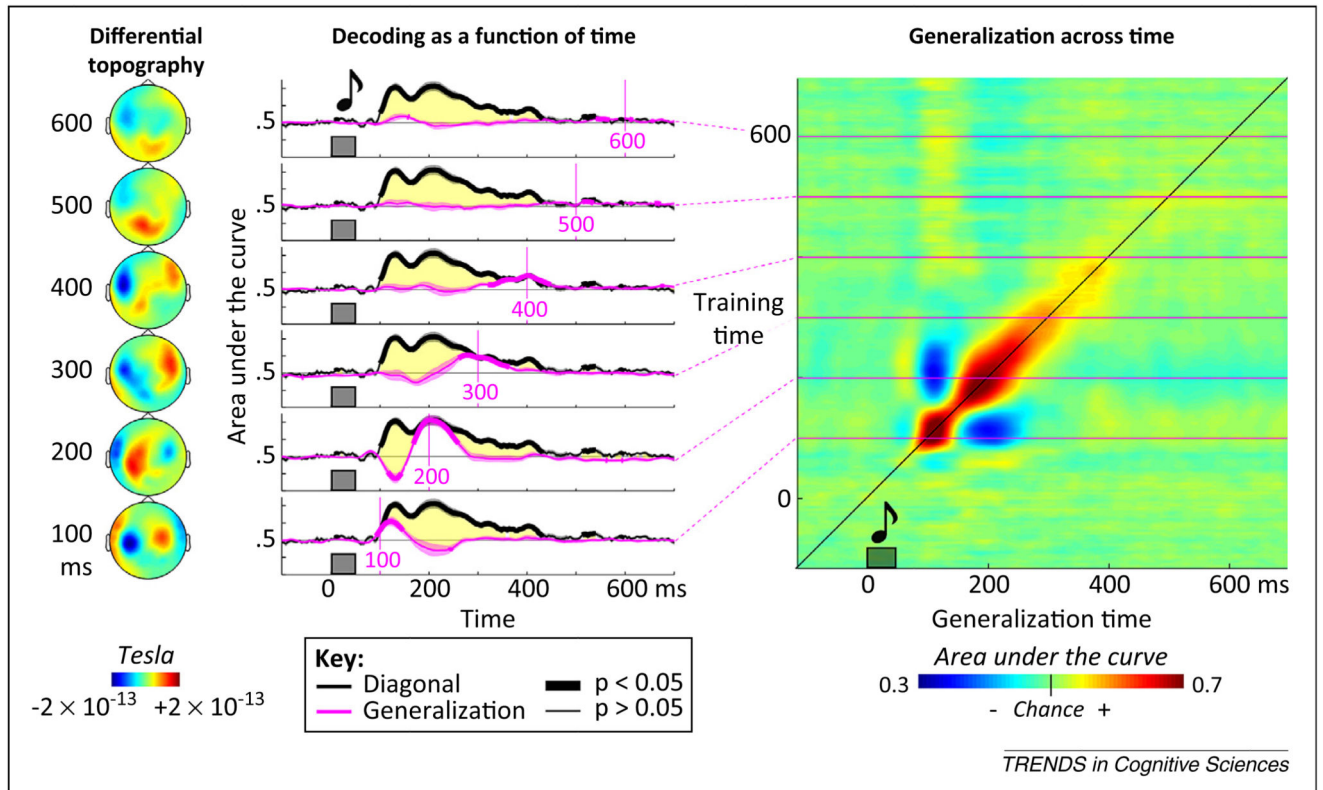 Differential
topography
Decoding as a function of time
Generalization across time
600
500
400
300
200
100
ms
Area under the curve
.5
600
.5
500
.5
400
.5
300
.5
200
.5
100
0 200 400 600 ms
Time
Training
time
600
0
0 200 400 600 ms
Generalization time
Tesla
-2 × 10⁻¹³ +2 × 10⁻¹³
Key:
Diagonal p < 0.05
Generalization p > 0.05
Area under the curve
0.3 0.7
- Chance +
TRENDS in Cognitive Sciences